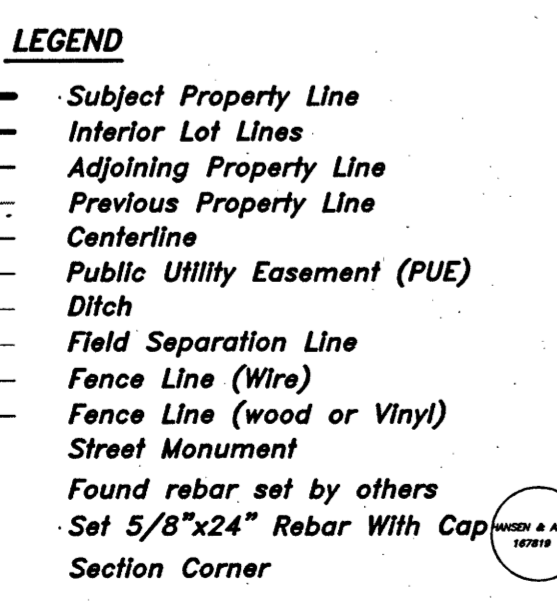 LEGEND
Subject Property Line
Interior Lot Lines
Adjoining Property Line
Previous Property Line
Centerline
Public Utility Easement (PUE)
Ditch
Field Separation Line
Fence Line (Wire)
Fence Line (wood or Vinyl)
Street Monument
Found rebar set by others
Set 5/8"x24" Rebar With Cap
HANSEN & A
167819
Section Corner